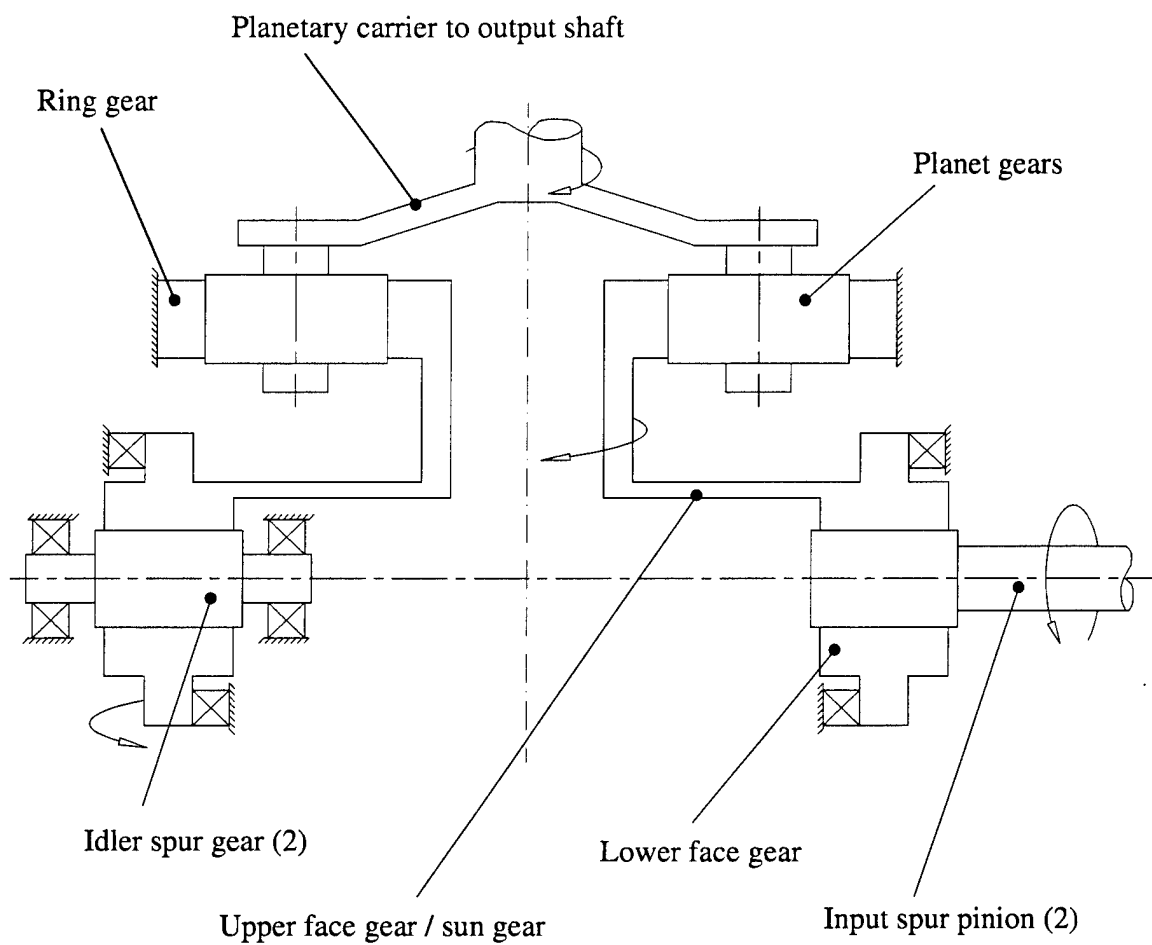 Planetary carrier to output shaft
Ring gear
Planet gears
Idler spur gear (2)
Lower face gear
Upper face gear / sun gear
Input spur pinion (2)